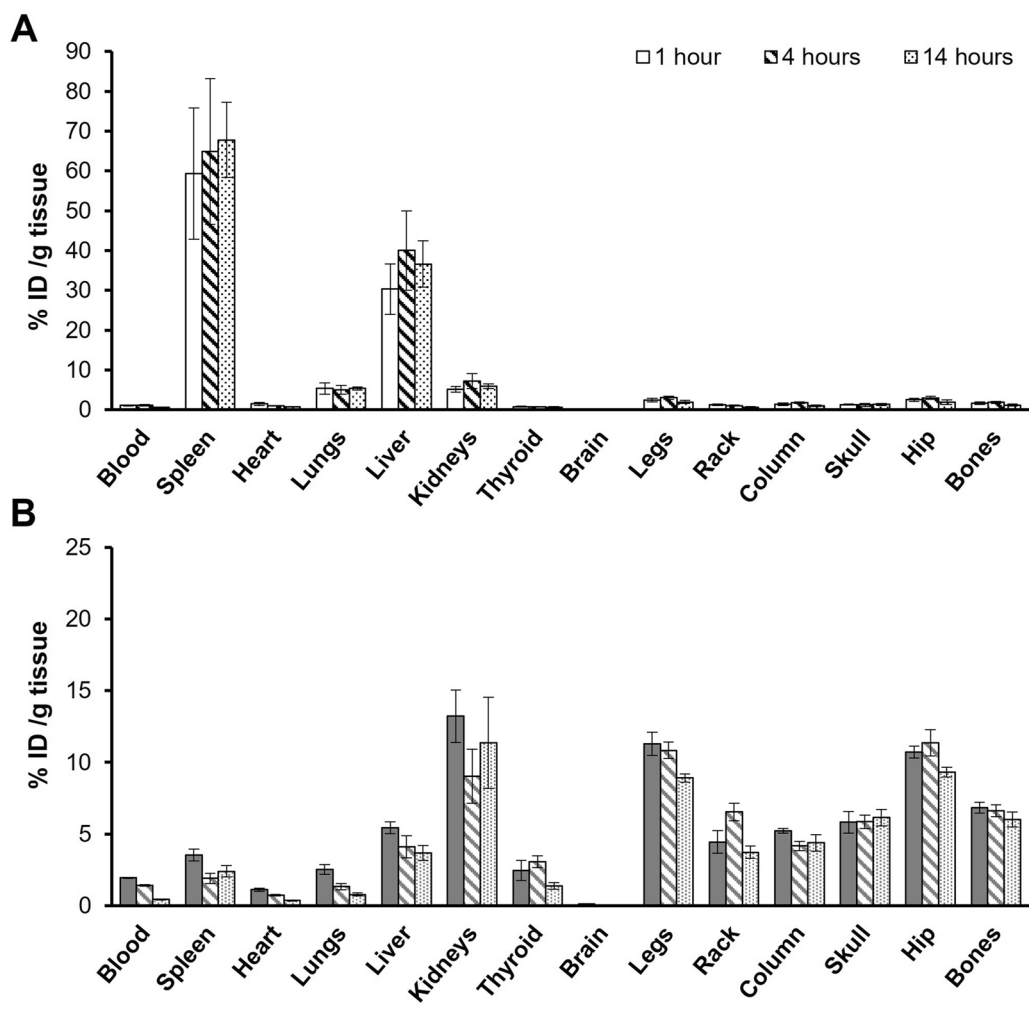 A
% ID /g tissue
90
80
70
60
50
40
30
20
10
0
1 hour 4 hours 14 hours
Blood Spleen Heart Lungs Liver Kidneys Thyroid Brain Legs Rack Column Skull Hip Bones
B
% ID /g tissue
25
20
15
10
5
0
Blood Spleen Heart Lungs Liver Kidneys Thyroid Brain Legs Rack Column Skull Hip Bones